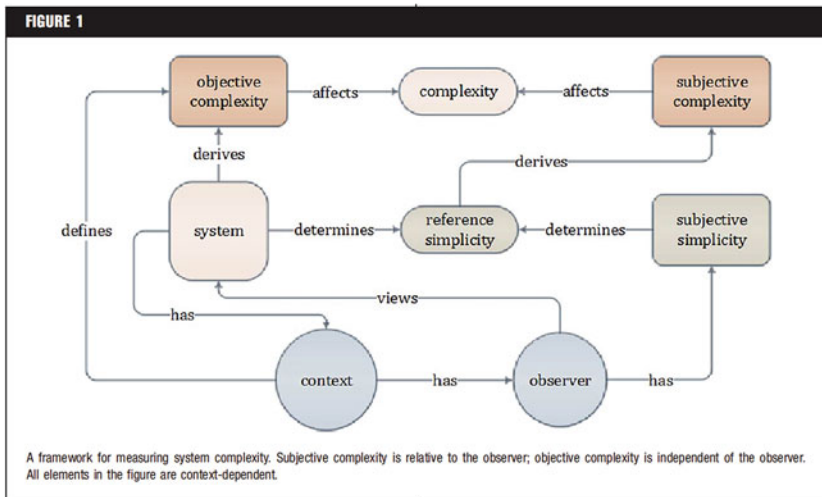 FIGURE 1
objective
complexity
affects
complexity
affects
subjective
complexity
derives
derives
defines
system
determines
reference
simplicity
determines
subjective
simplicity
views
has
context
has
observer
has
A framework for measuring system complexity. Subjective complexity is relative to the observer; objective complexity is independent of the observer.
All elements in the figure are context-dependent.